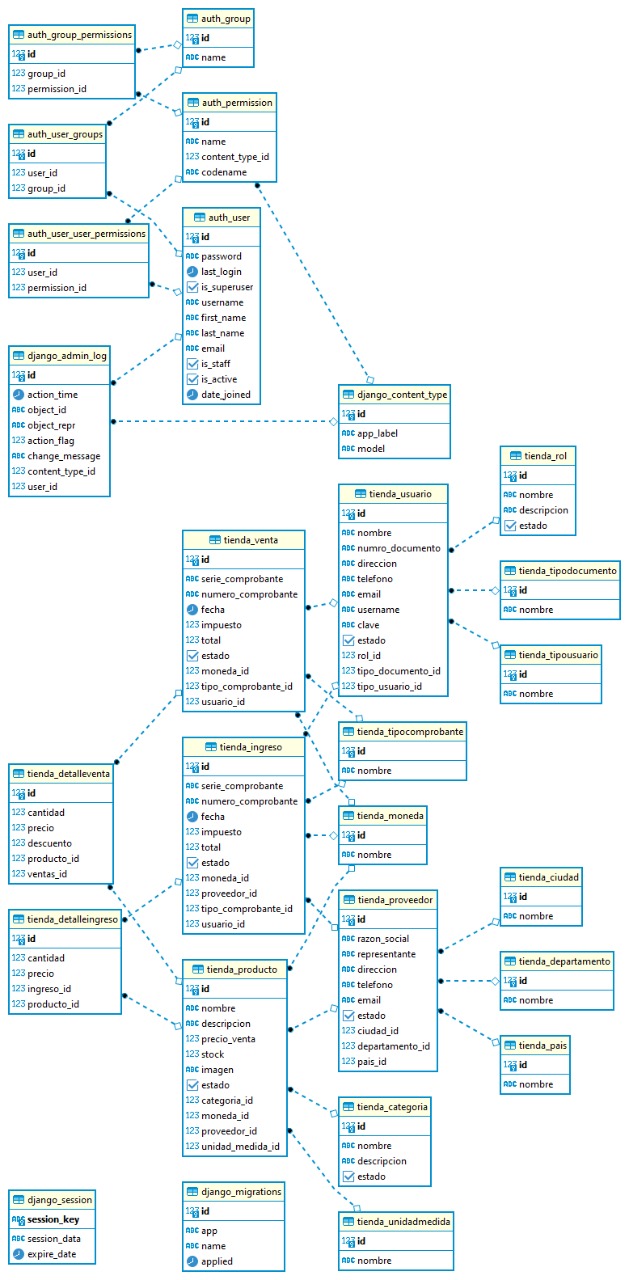 auth_group
123 id
ABC name
auth_group_permissions
123 id
123 group_id
123 permission_id
auth_permission
123 id
ABC name
123 content_type_id
ABC codename
auth_user_groups
123 id
123 user_id
123 group_id
auth_user_user_permissions
123 id
123 user_id
123 permission_id
auth_user
123 id
ABC password
last_login
is_superuser
ABC username
ABC first_name
ABC last_name
ABC email
is_staff
is_active
date_joined
django_admin_log
123 id
action_time
ABC object_id
ABC object_repr
123 action_flag
ABC change_message
123 content_type_id
123 user_id
django_content_type
123 id
ABC app_label
ABC model
tienda_rol
123 id
ABC nombre
ABC descripcion
estado
tienda_usuario
123 id
ABC nombre
ABC numro_documento
ABC direccion
ABC telefono
ABC email
ABC username
ABC clave
estado
123 rol_id
123 tipo_documento_id
123 tipo_usuario_id
tienda_tipodocumento
123 id
ABC nombre
tienda_tipousuario
123 id
ABC nombre
tienda_venta
123 id
ABC serie_comprobante
ABC numero_comprobante
fecha
123 impuesto
123 total
estado
123 moneda_id
123 tipo_comprobante_id
123 usuario_id
tienda_tipocomprobante
123 id
ABC nombre
tienda_ingreso
123 id
ABC serie_comprobante
ABC numero_comprobante
fecha
123 impuesto
123 total
estado
123 moneda_id
123 proveedor_id
123 tipo_comprobante_id
123 usuario_id
tienda_detalleventa
123 id
123 cantidad
123 precio
123 descuento
123 producto_id
123 ventas_id
tienda_moneda
123 id
ABC nombre
tienda_detalleingreso
123 id
123 cantidad
123 precio
123 ingreso_id
123 producto_id
tienda_proveedor
123 id
ABC razon_social
ABC representante
ABC direccion
ABC telefono
ABC email
estado
123 ciudad_id
123 departamento_id
123 pais_id
tienda_ciudad
123 id
ABC nombre
tienda_departamento
123 id
ABC nombre
tienda_pais
123 id
ABC nombre
tienda_producto
123 id
ABC nombre
ABC descripcion
123 precio_venta
123 stock
ABC imagen
estado
123 categoria_id
123 moneda_id
123 proveedor_id
123 unidad_medida_id
tienda_categoria
123 id
ABC nombre
ABC descripcion
estado
django_session
ABC session_key
ABC session_data
expire_date
django_migrations
123 id
ABC app
ABC name
applied
tienda_unidadmedida
123 id
ABC nombre